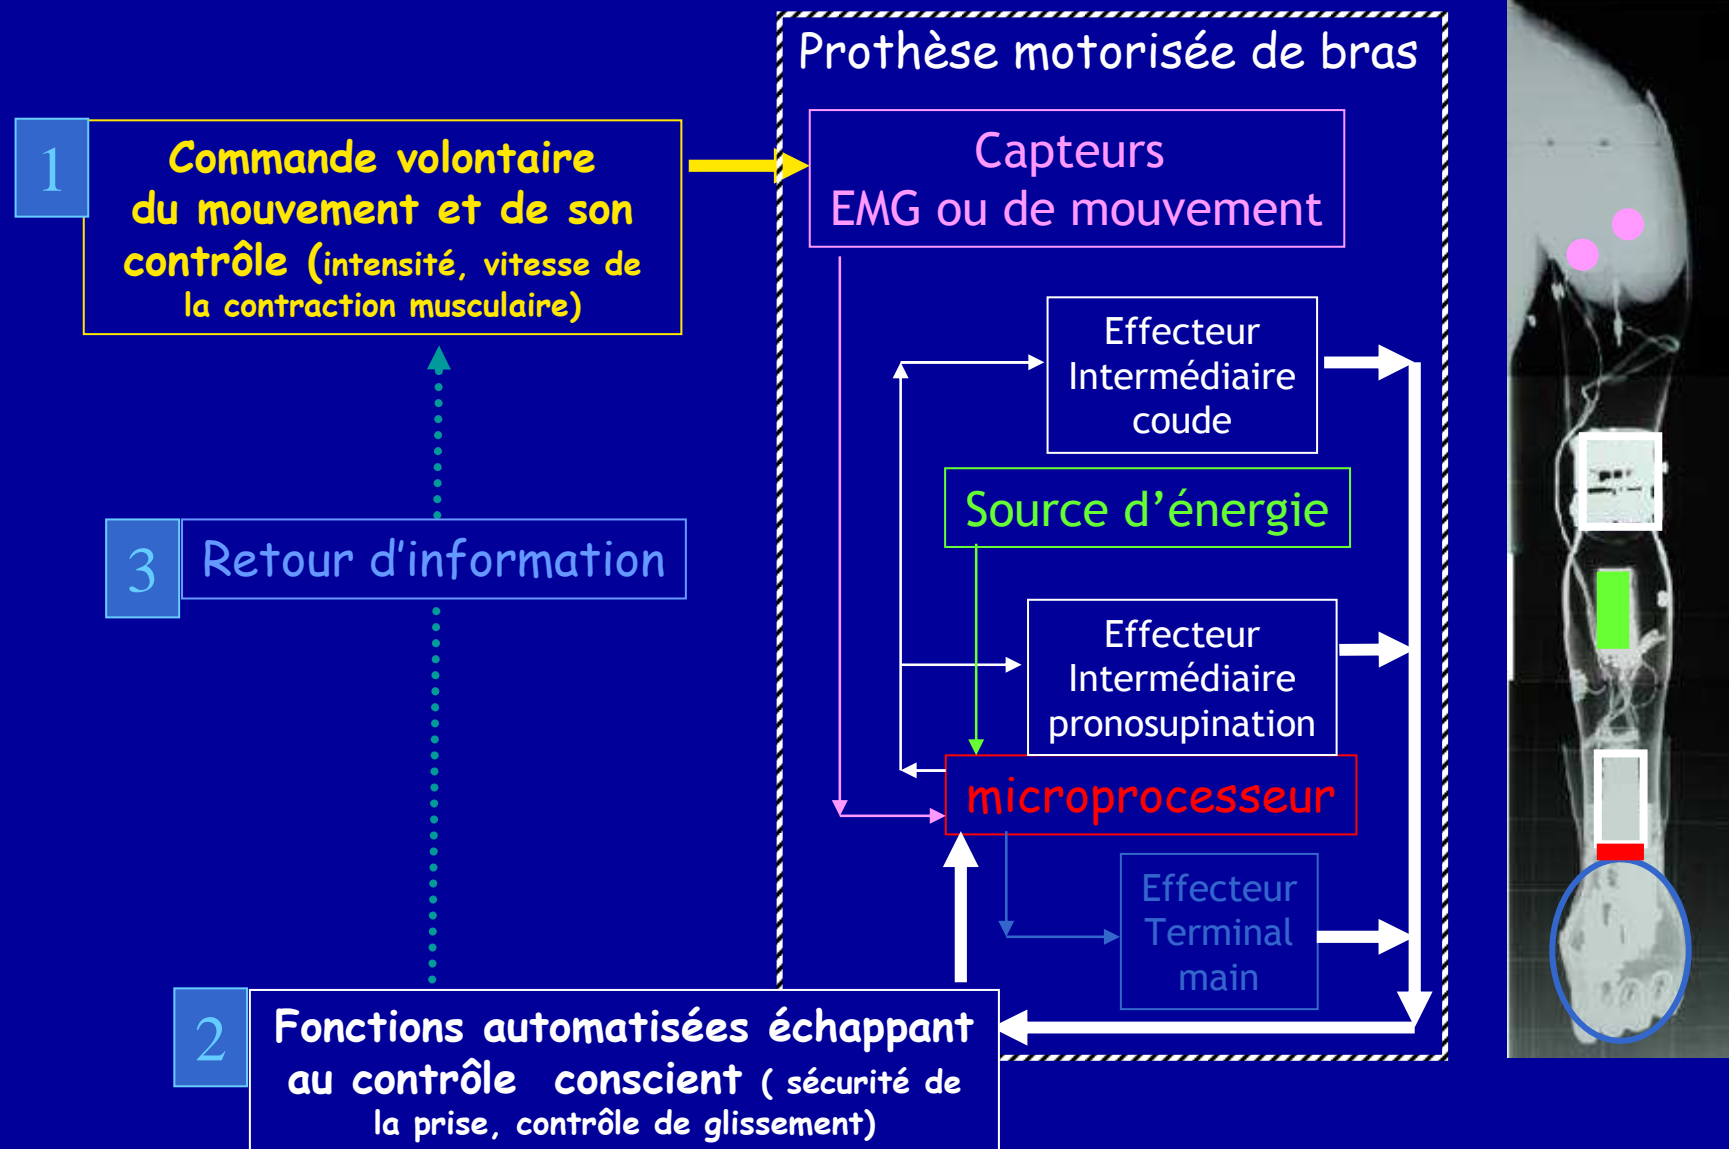 Prothèse motorisée de bras
1
Commande volontaire
du mouvement et de son
contrôle (intensité, vitesse de
la contraction musculaire)
Capteurs
EMG ou de mouvement
Effecteur
Intermédiaire
coude
Source d’énergie
3
Retour d’information
Effecteur
Intermédiaire
pronosupination
microprocesseur
Effecteur
Terminal
main
2
Fonctions automatisées échappant
au contrôle conscient ( sécurité de
la prise, contrôle de glissement)